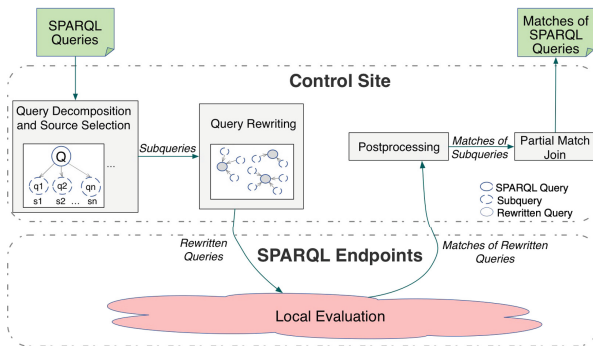 SPARQL
Queries
Matches of
SPARQL
Queries
Control Site
Query Decomposition
and Source Selection
Q
...
q1 q2 qn
s1 s2 ... sn
Subqueries
Query Rewriting
Postprocessing
Matches of
Subqueries
Partial Match
Join
SPARQL Query
Subquery
Rewritten Query
Rewritten
Queries
SPARQL Endpoints
Matches of Rewritten
Queries
Local Evaluation